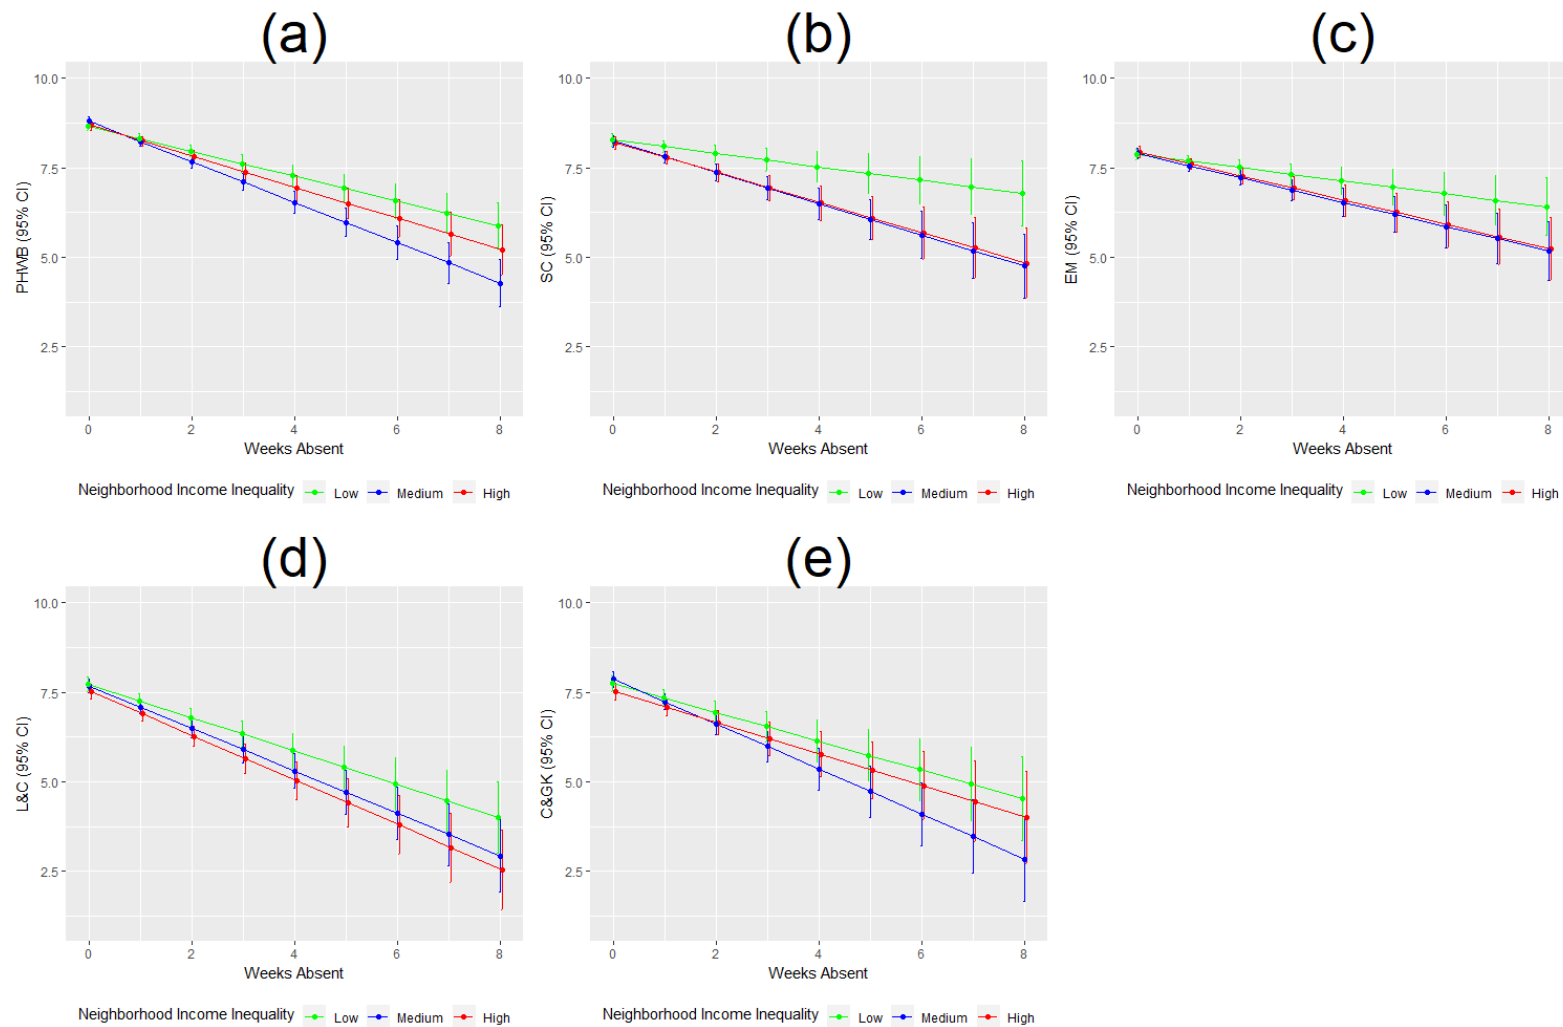 (a)
(b)
(c)
10.0
7.5
5.0
2.5
PHWB (95% CI)
0 2 4 6 8
Weeks Absent
Neighborhood Income Inequality Low Medium High
10.0
7.5
5.0
2.5
SC (95% CI)
0 2 4 6 8
Weeks Absent
Neighborhood Income Inequality Low Medium High
10.0
7.5
5.0
2.5
EM (95% CI)
0 2 4 6 8
Weeks Absent
Neighborhood Income Inequality Low Medium High
(d)
(e)
10.0
7.5
5.0
2.5
L&C (95% CI)
0 2 4 6 8
Weeks Absent
Neighborhood Income Inequality Low Medium High
10.0
7.5
5.0
2.5
C&GK (95% CI)
0 2 4 6 8
Weeks Absent
Neighborhood Income Inequality Low Medium High